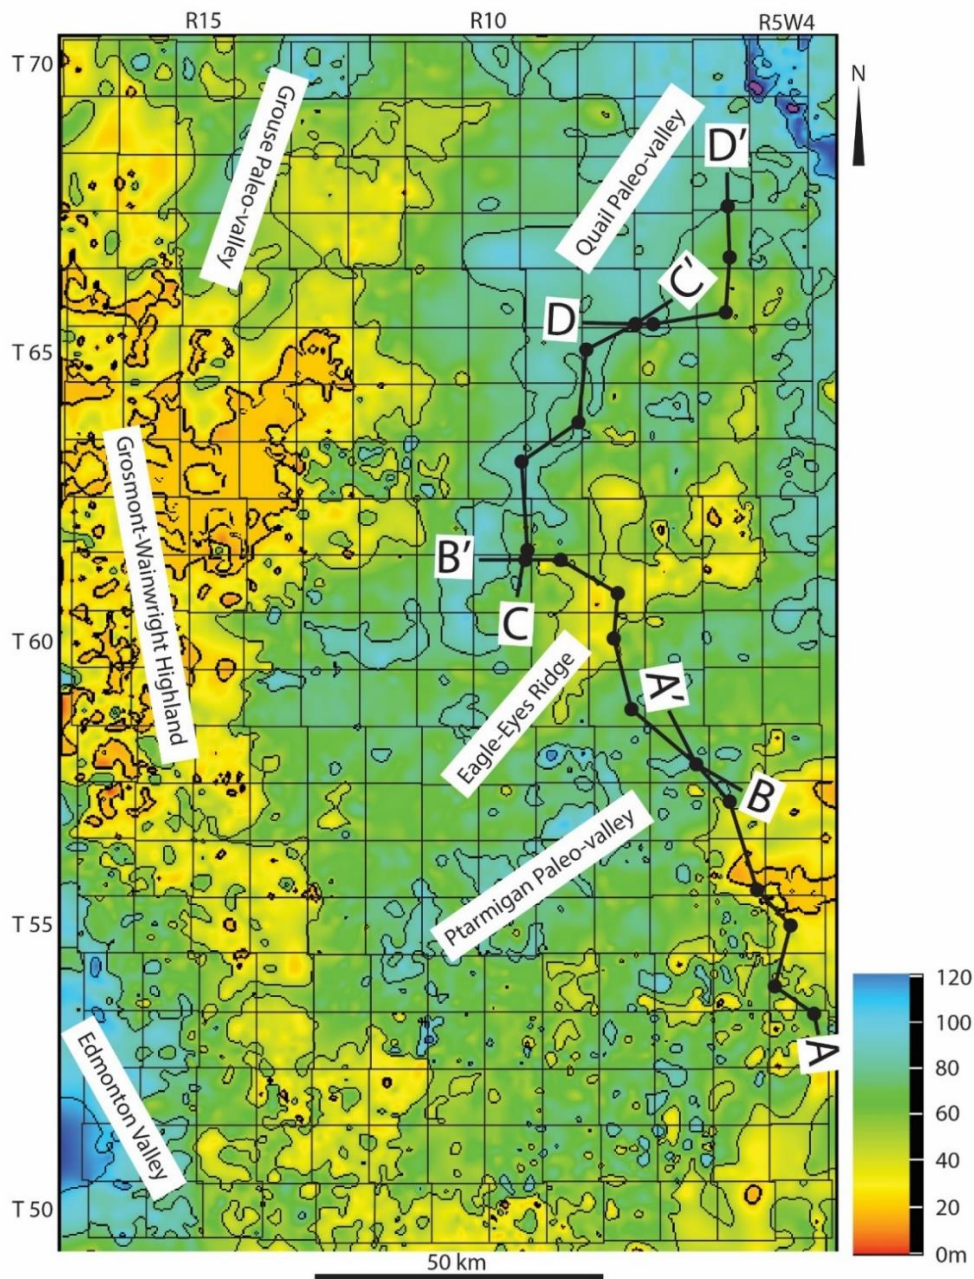 R15 R10 R5W4
T 70
N
Grouse Paleo-valley
Quail Paleo-valley
D'
C'
D
T 65
Grosmont-Wainwright Highland
B'
C
T 60
Eagle-Eyes Ridge
A'
B
Ptarmigan Paleo-valley
T 55
A
Edmonton Valley
120
100
80
60
40
20
0m
T 50
50 km